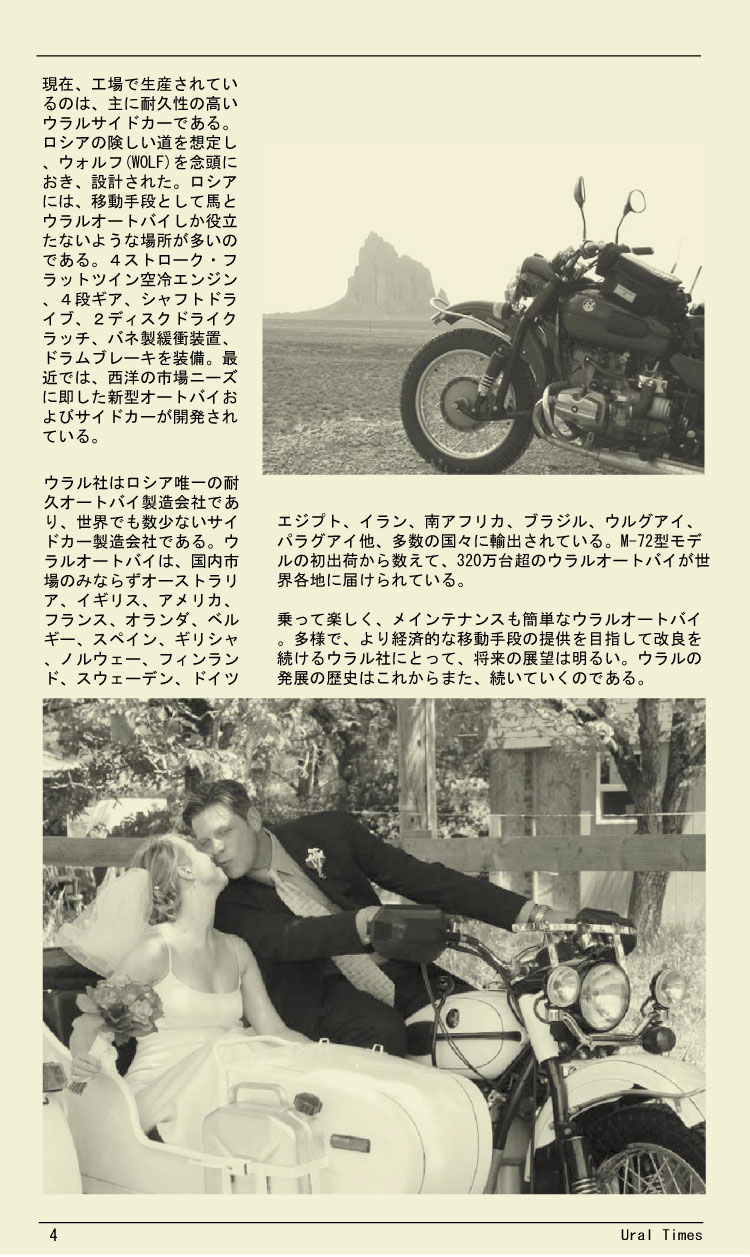 現在、工場で生産されてい
るのは、主に耐久性の高い
ウラルサイドカーである。
ロシアの険しい道を想定し
、ウォルフ(WOLF)を念頭に
おき、設計された。ロシア
には、移動手段として馬と
ウラルオートバイしか役立
たないような場所が多いの
である。４ストローク・フ
ラットツイン空冷エンジン
、４段ギア、シャフトドラ
イブ、２ディスクドライク
ラッチ、バネ製緩衝装置、
ドラムブレーキを装備。最
近では、西洋の市場ニーズ
に即した新型オートバイお
よびサイドカーが開発され
ている。
ウラル社はロシア唯一の耐
久オートバイ製造会社であ
り、世界でも数少ないサイ
ドカー製造会社である。ウ
ラルオートバイは、国内市
場のみならずオーストラリ
ア、イギリス、アメリカ、
フランス、オランダ、ベル
ギー、スペイン、ギリシャ
、ノルウェー、フィンラン
ド、スウェーデン、ドイツ
エジプト、イラン、南アフリカ、ブラジル、ウルグアイ、
パラグアイ他、多数の国々に輸出されている。M-72型モデ
ルの初出荷から数えて、320万台超のウラルオートバイが世
界各地に届けられている。
乗って楽しく、メインテナンスも簡単なウラルオートバイ
。多様で、より経済的な移動手段の提供を目指して改良を
続けるウラル社にとって、将来の展望は明るい。ウラルの
発展の歴史はこれからまた、続いていくのである。
4
Ural Times